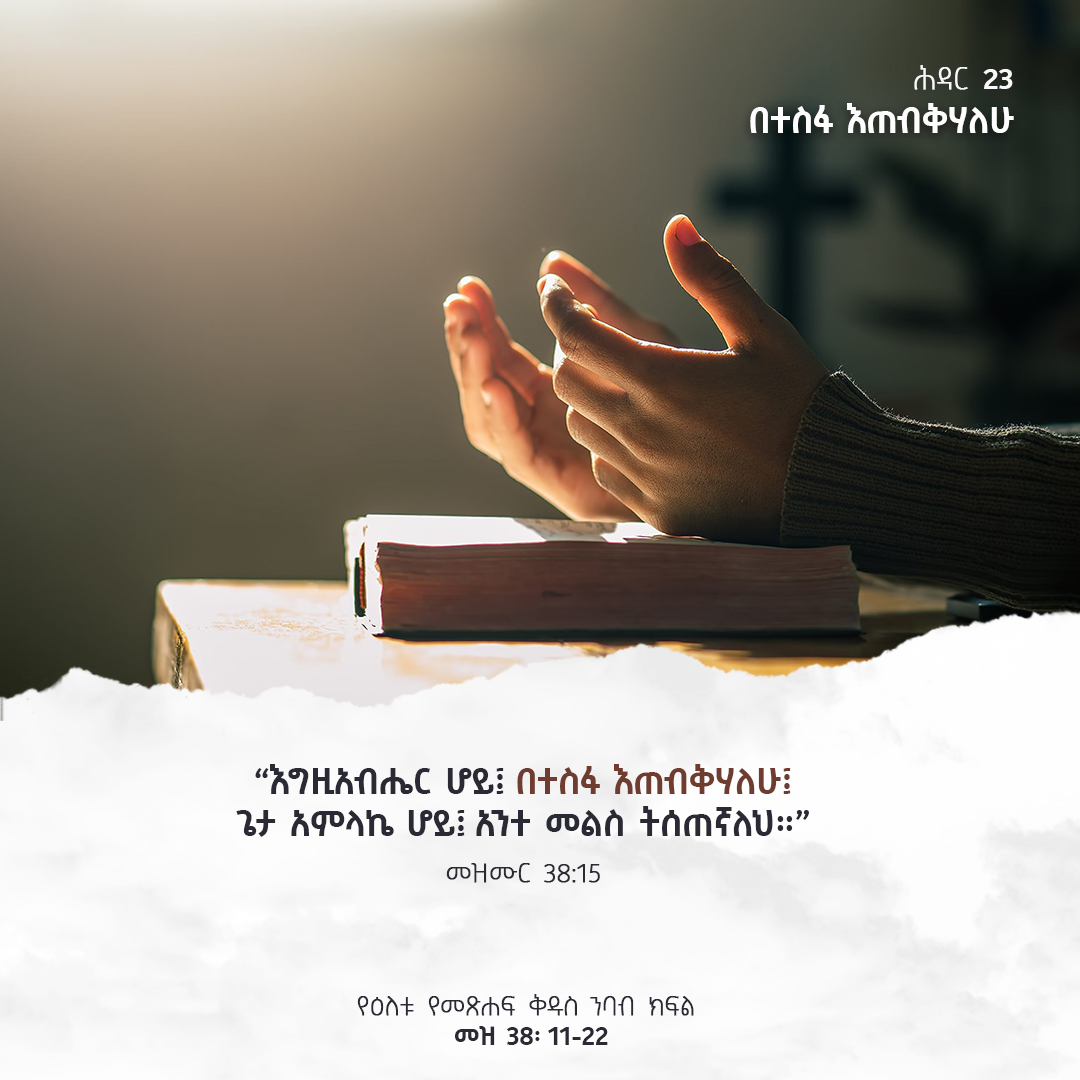 ሕዳር 23
በተስፋ እጠብቅሃለሁ
“እግዚአብሔር ሆይ፤ በተስፋ እጠብቅሃለሁ፤
ጌታ አምላኬ ሆይ፤ አንተ መልስ ትሰጠኛለህ።”
መዝሙር 38:15
የዕለቱ የመጽሐፍ ቅዱስ ንባብ ክፍል
መዝ 38፡ 11-22